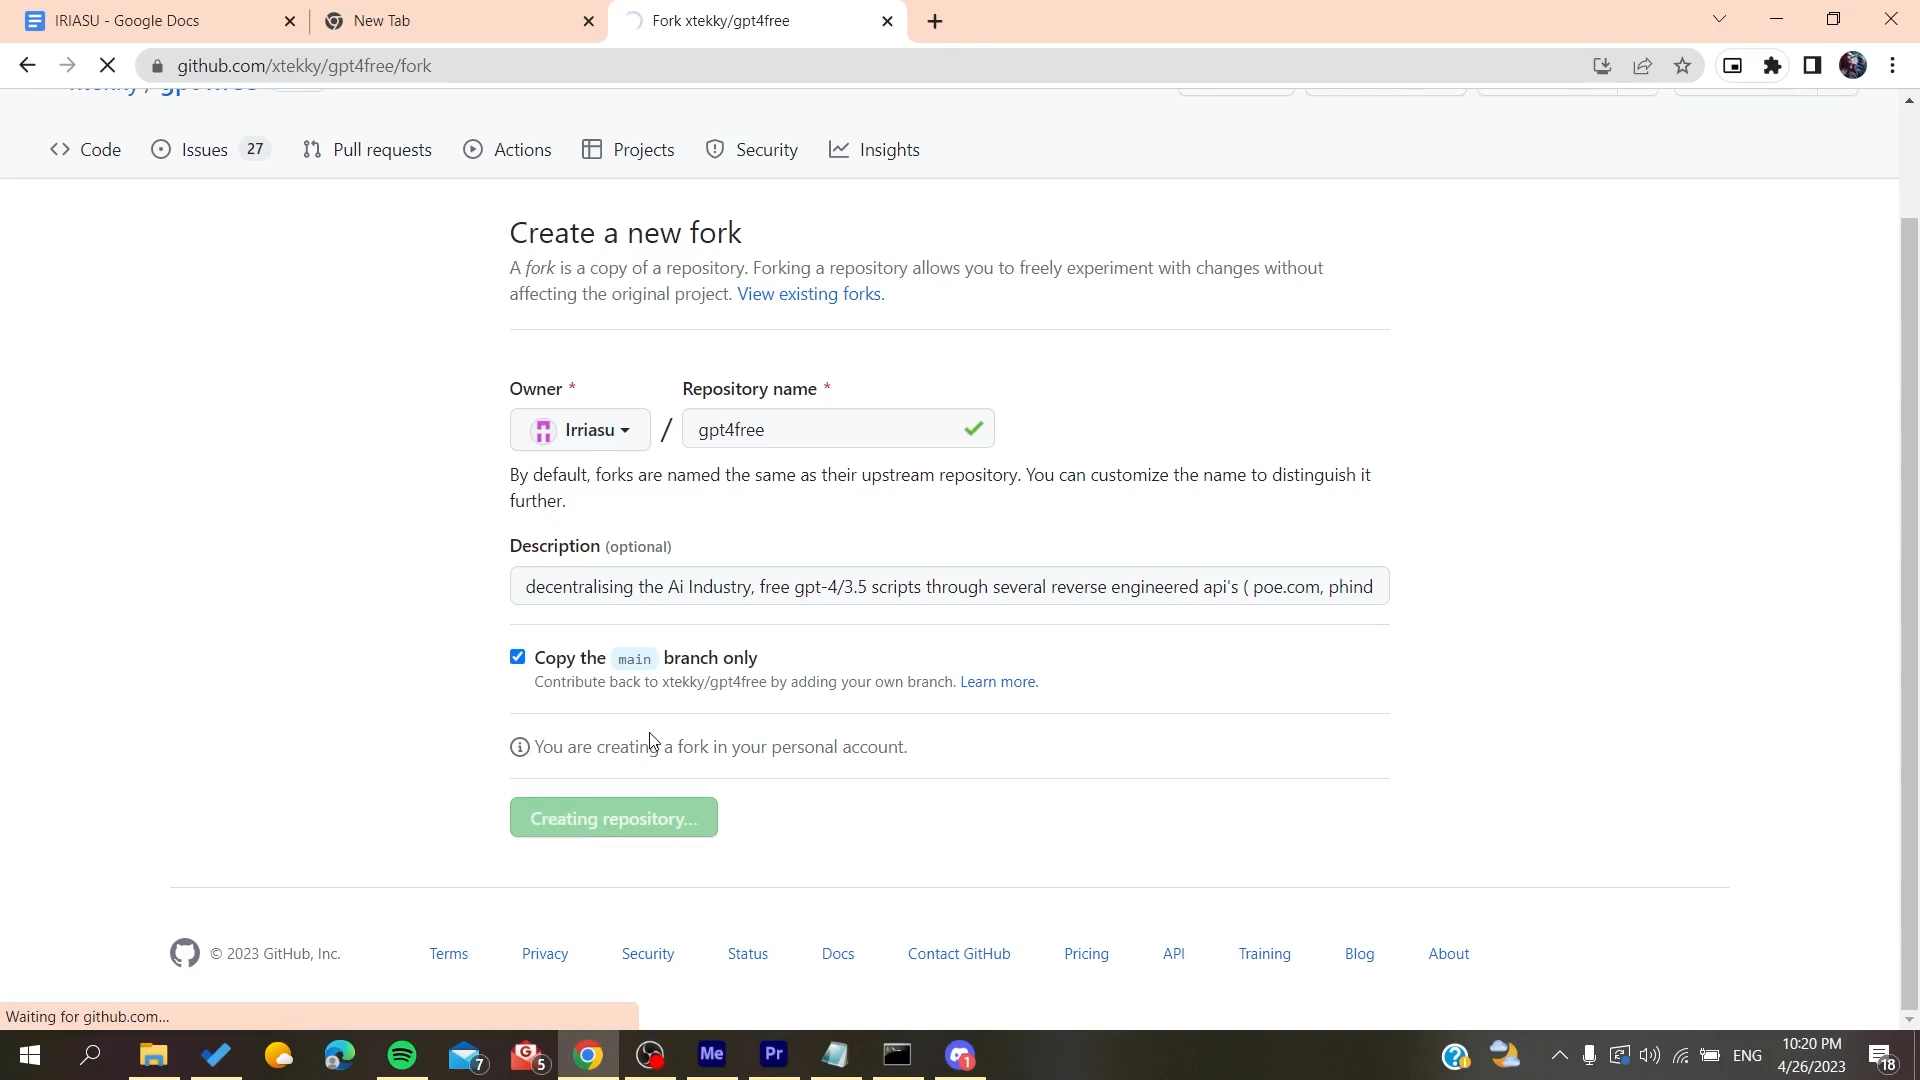 IRIASU - Google Docs
New Tab
Fork xtekky/gpt4free
github.com/xtekky/gpt4free/fork
Code
Issues 27
Pull requests
Actions
Projects
Security
Insights
Create a new fork
A fork is a copy of a repository. Forking a repository allows you to freely experiment with changes without
affecting the original project. View existing forks.
Owner *
Repository name *
Irriasu
/
gpt4free
By default, forks are named the same as their upstream repository. You can customize the name to distinguish it
further.
Description (optional)
decentralising the Ai Industry, free gpt-4/3.5 scripts through several reverse engineered api's ( poe.com, phind
Copy the main branch only
Contribute back to xtekky/gpt4free by adding your own branch. Learn more.
You are creating a fork in your personal account.
Creating repository...
© 2023 GitHub, Inc.
Terms
Privacy
Security
Status
Docs
Contact GitHub
Pricing
API
Training
Blog
About
Waiting for github.com...
7
5
Me
Pr
1
ENG
10:20 PM
4/26/2023
18